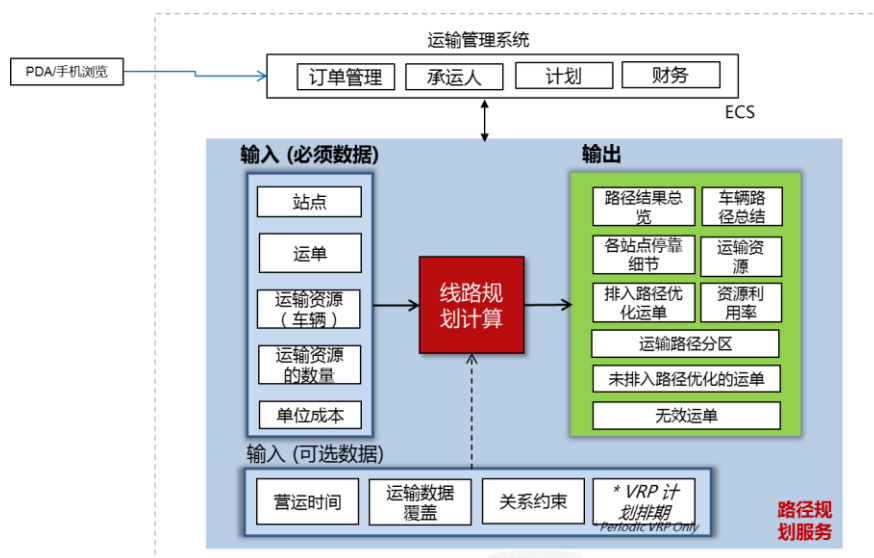 运输管理系统
PDA/手机浏览
订单管理
承运人
计划
财务
ECS
输入 (必须数据)
站点
运单
运输资源
（车辆）
运输资源
的数量
单位成本
线路规
划计算
输出
路径结果总
览
车辆路
径总结
各站点停靠
细节
运输资
源
排入路径优
化运单
资源利
用率
运输路径分区
未排入路径优化的运单
无效运单
输入 (可选数据)
营运时间
运输数据
覆盖
关系约束
* VRP 计
划排期
* Periodic VRP Only
路径规
划服务